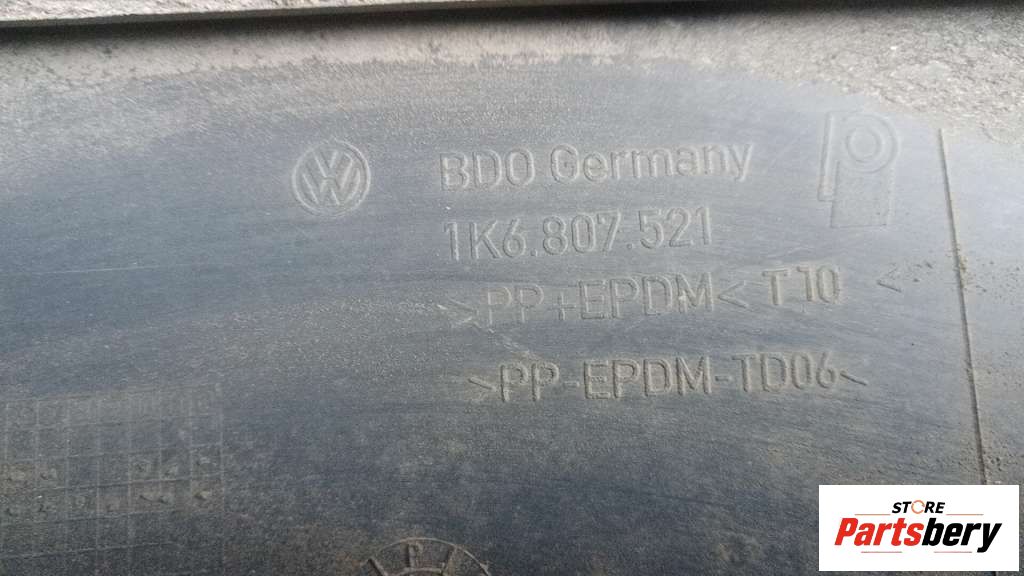 BDO Germany
1K6.807.521
>PP+EPDM< T10 <
>PP-EPDM-TD06<
STORE
Partsbery